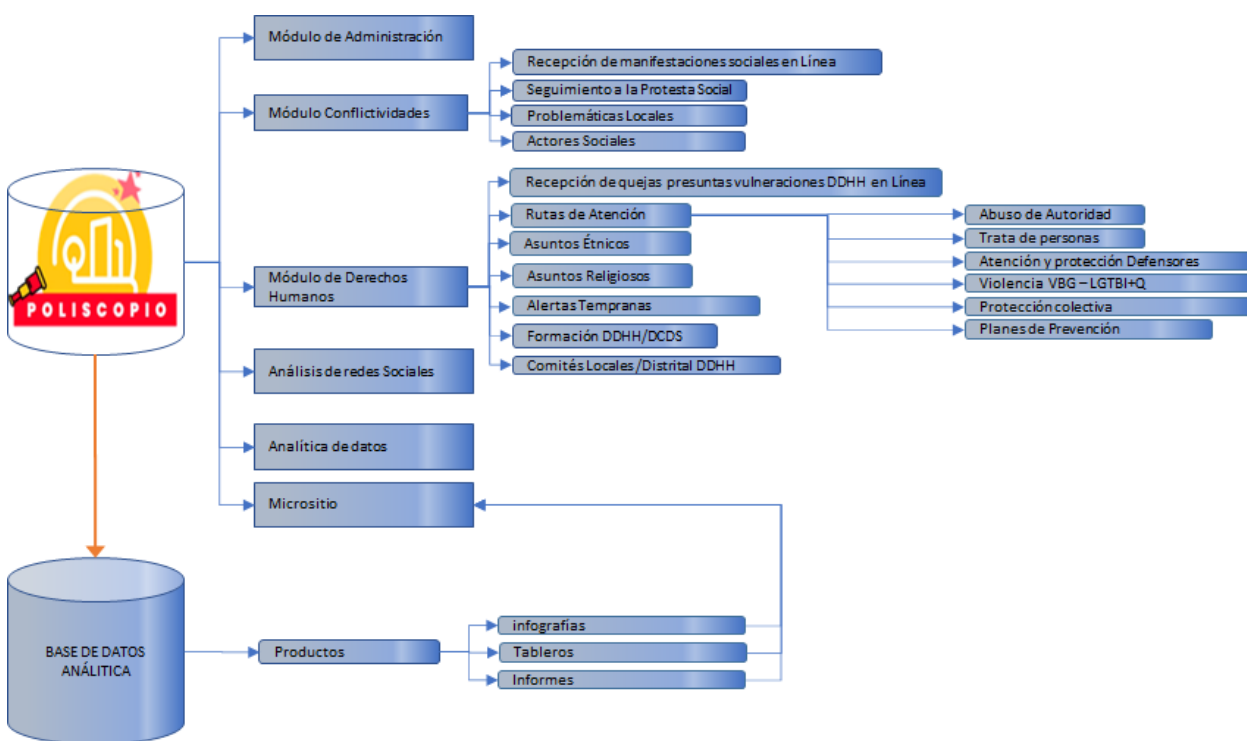 Módulo de Administración
Recepción de manifestaciones sociales en Línea
Seguimiento a la Protesta Social
Módulo Conflictividades
Problemáticas Locales
Actores Sociales
POLISCOPIO
Recepción de quejas presuntas vulneraciones DDHH en Línea
Rutas de Atención
Asuntos Étnicos
Módulo de Derechos
Humanos
Asuntos Religiosos
Alertas Tempranas
Formación DDHH/DCDS
Comités Locales/Distrital DDHH
Abuso de Autoridad
Trata de personas
Atención y protección Defensores
Violencia VBG – LGTBI+Q
Protección colectiva
Planes de Prevención
Análisis de redes Sociales
Analítica de datos
Micrositio
BASE DE DATOS
ANÁLITICA
Productos
infografías
Tableros
Informes